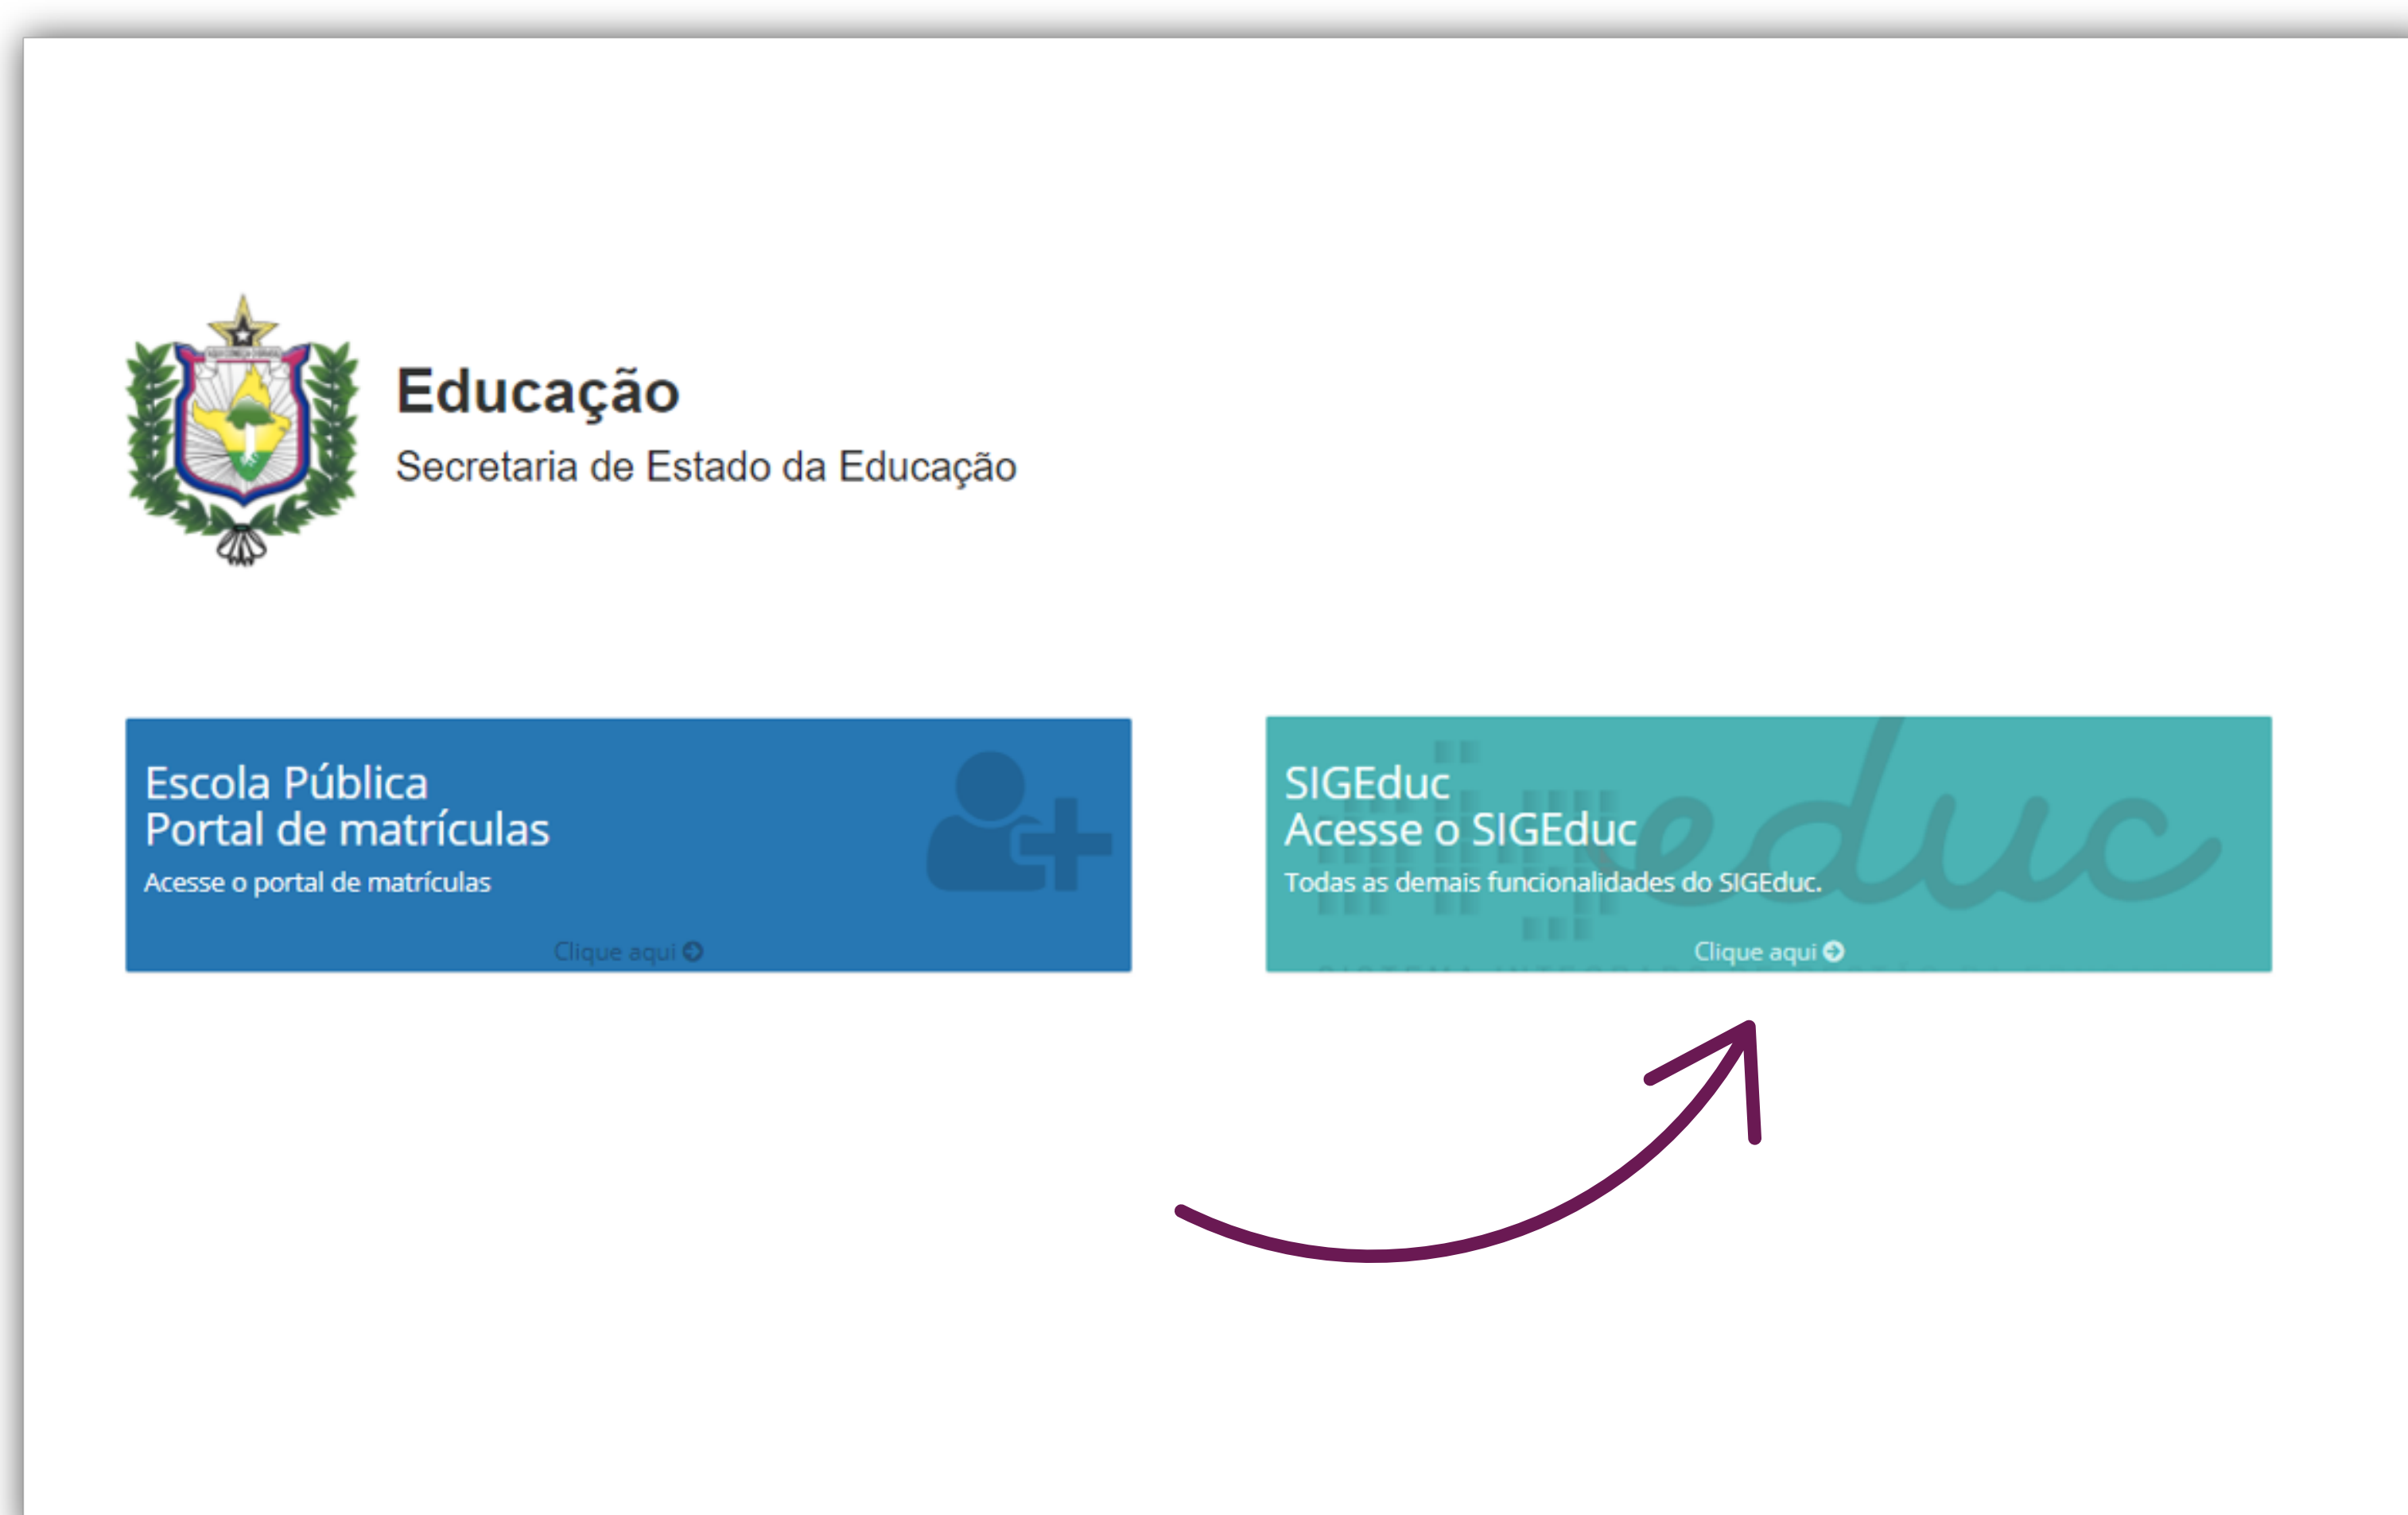 Educação
Secretaria de Estado da Educação
Escola Pública
Portal de matrículas
Acesse o portal de matrículas
Clique aqui
SIGEduc
Acesse o SIGEduc
Todas as demais funcionalidades do SIGEduc.
educ
Clique aqui